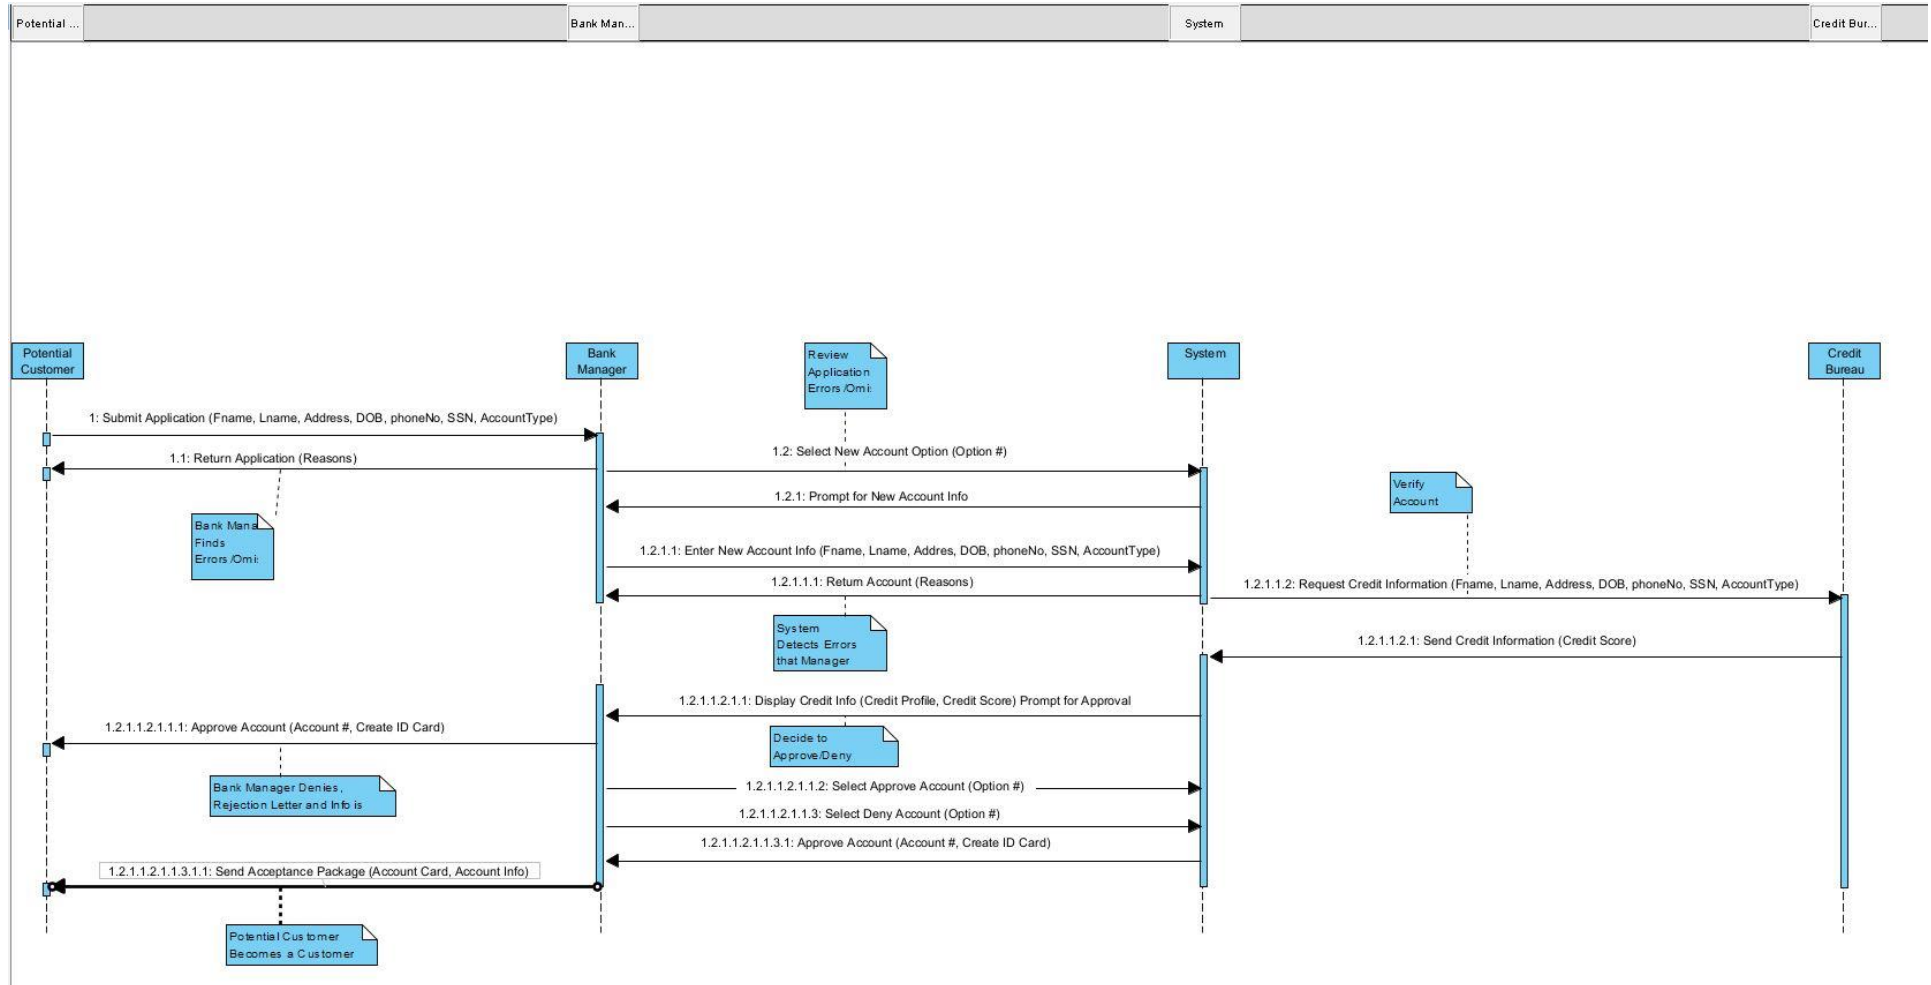 Potential ...
Bank Man...
System
Credit Bur...
Potential
Customer
Bank
Manager
Review
Application
Errors/Omi
System
Credit
Bureau
1: Submit Application (Fname, Lname, Address, DOB, phoneNo, SSN, AccountType)
1.1: Return Application (Reasons)
1.2: Select New Account Option (Option #)
Bank Mana
Finds
Errors/Omi
1.2.1: Prompt for New Account Info
Verify
Account
1.2.1.1: Enter New Account Info (Fname, Lname, Addres, DOB, phoneNo, SSN, AccountType)
1.2.1.1.1: Return Account (Reasons)
1.2.1.1.2: Request Credit Information (Fname, Lname, Address, DOB, phoneNo, SSN, AccountType)
System
Detects Errors
that Manager
1.2.1.1.2.1: Send Credit Information (Credit Score)
1.2.1.1.2.1.1: Display Credit Info (Credit Profile, Credit Score) Prompt for Approval
1.2.1.1.2.1.1.1: Approve Account (Account #, Create ID Card)
Decide to
Approve/Deny
Bank Manager Denies,
Rejection Letter and Info is
1.2.1.1.2.1.1.2: Select Approve Account (Option #)
1.2.1.1.2.1.1.3: Select Deny Account (Option #)
1.2.1.1.2.1.1.3.1: Approve Account (Account #, Create ID Card)
1.2.1.1.2.1.1.3.1.1: Send Acceptance Package (Account Card, Account Info)
Potential Customer
Becomes a Customer